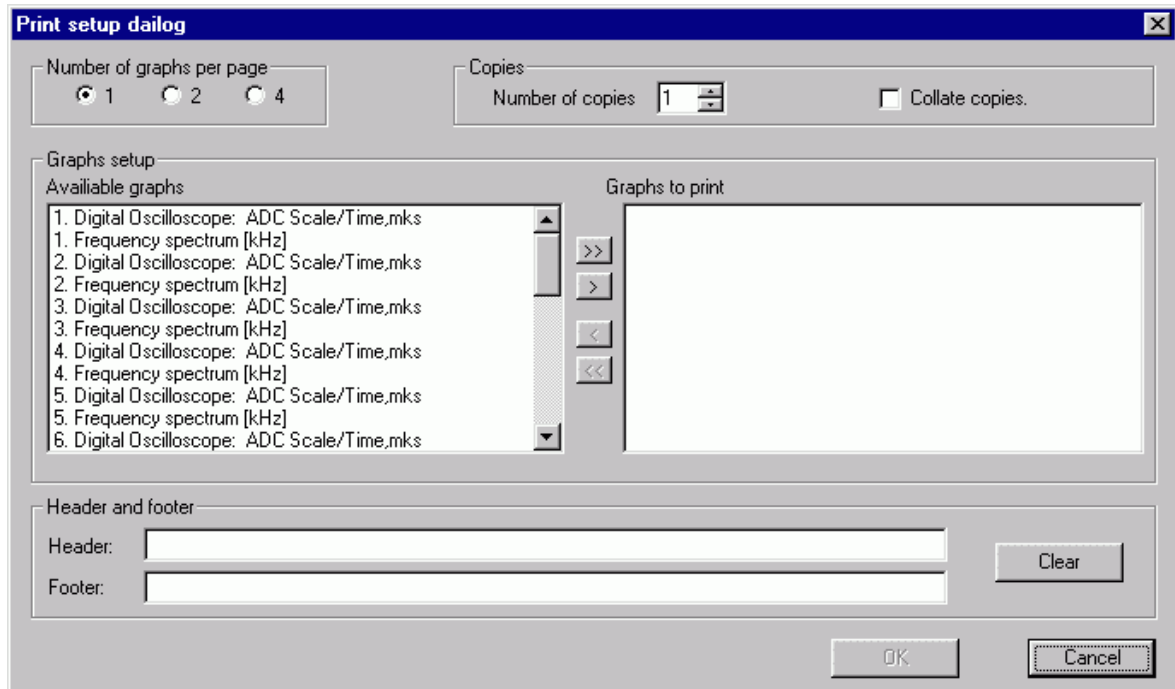 Print setup dailog
Number of graphs per page
1 2 4
Copies
Number of copies 1 Collate copies.
Graphs setup
Availiable graphs
Graphs to print
1. Digital Oscilloscope: ADC Scale/Time,mks
1. Frequency spectrum [kHz]
2. Digital Oscilloscope: ADC Scale/Time,mks
2. Frequency spectrum [kHz]
3. Digital Oscilloscope: ADC Scale/Time,mks
3. Frequency spectrum [kHz]
4. Digital Oscilloscope: ADC Scale/Time,mks
4. Frequency spectrum [kHz]
5. Digital Oscilloscope: ADC Scale/Time,mks
5. Frequency spectrum [kHz]
6. Digital Oscilloscope: ADC Scale/Time,mks
>>
>
<
<<
Header and footer
Header:
Footer:
Clear
OK
Cancel